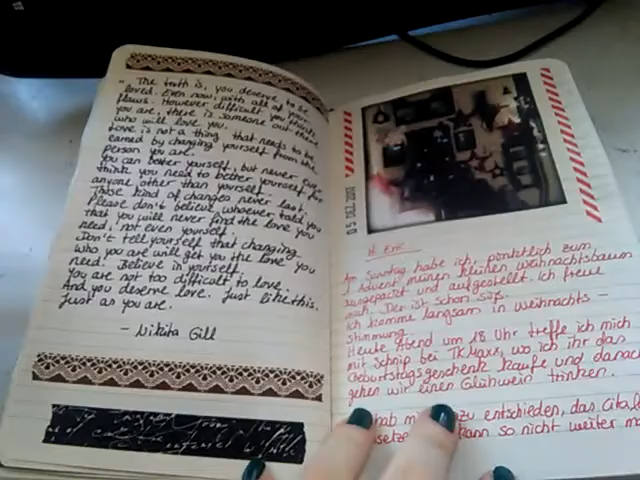 " The truth is, you deserve to be
loved. Even now, with all of your
flaws. However difficult you think
you are, there is someone out there
who will love you.
Love is not a thing that needs to be
earned by changing yourself from the
person you are.
You can better yourself, but never ever
think you need to better yourself for
anyone other than yourself.
Those kind of changes never last.
Please don't believe whoever told you
that you will never find the love you
need, not even yourself.
Don't tell yourself that changing
who you are will get you the love you
need. Believe in yourself.
You are not too difficult to love.
And you deserve love. Just like this.
Just as you are.
- Nikita Gill
05 DEZ 2017
Am Sonntag habe ich, pünktlich zum
1. Advent meinen kleinen Weihnachtsbaum
ausgepackt und aufgestellt. Ich freue
mich. Der ist schon süß.
Ich komme langsam in Weihnachts-
stimmung.
Heute Abend um 18 Uhr treffe ich mich
mit Schnip bei TK Maxx, wo ich ihr das
Geburtstagsgeschenk kaufe und danach
gehen wir einen Glühwein trinken.
hab mi zu entschieden, das
setz kann so nicht weiter